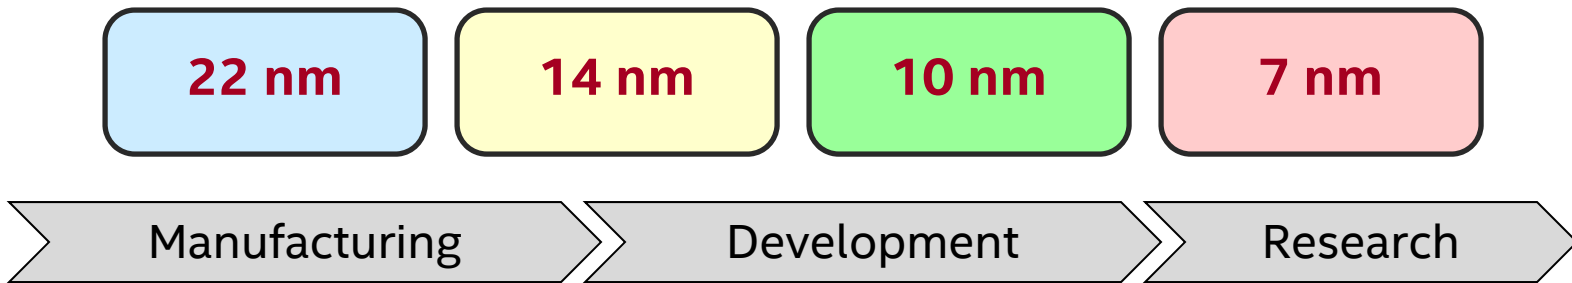 22 nm 14 nm 10 nm 7 nm
Manufacturing Development Research